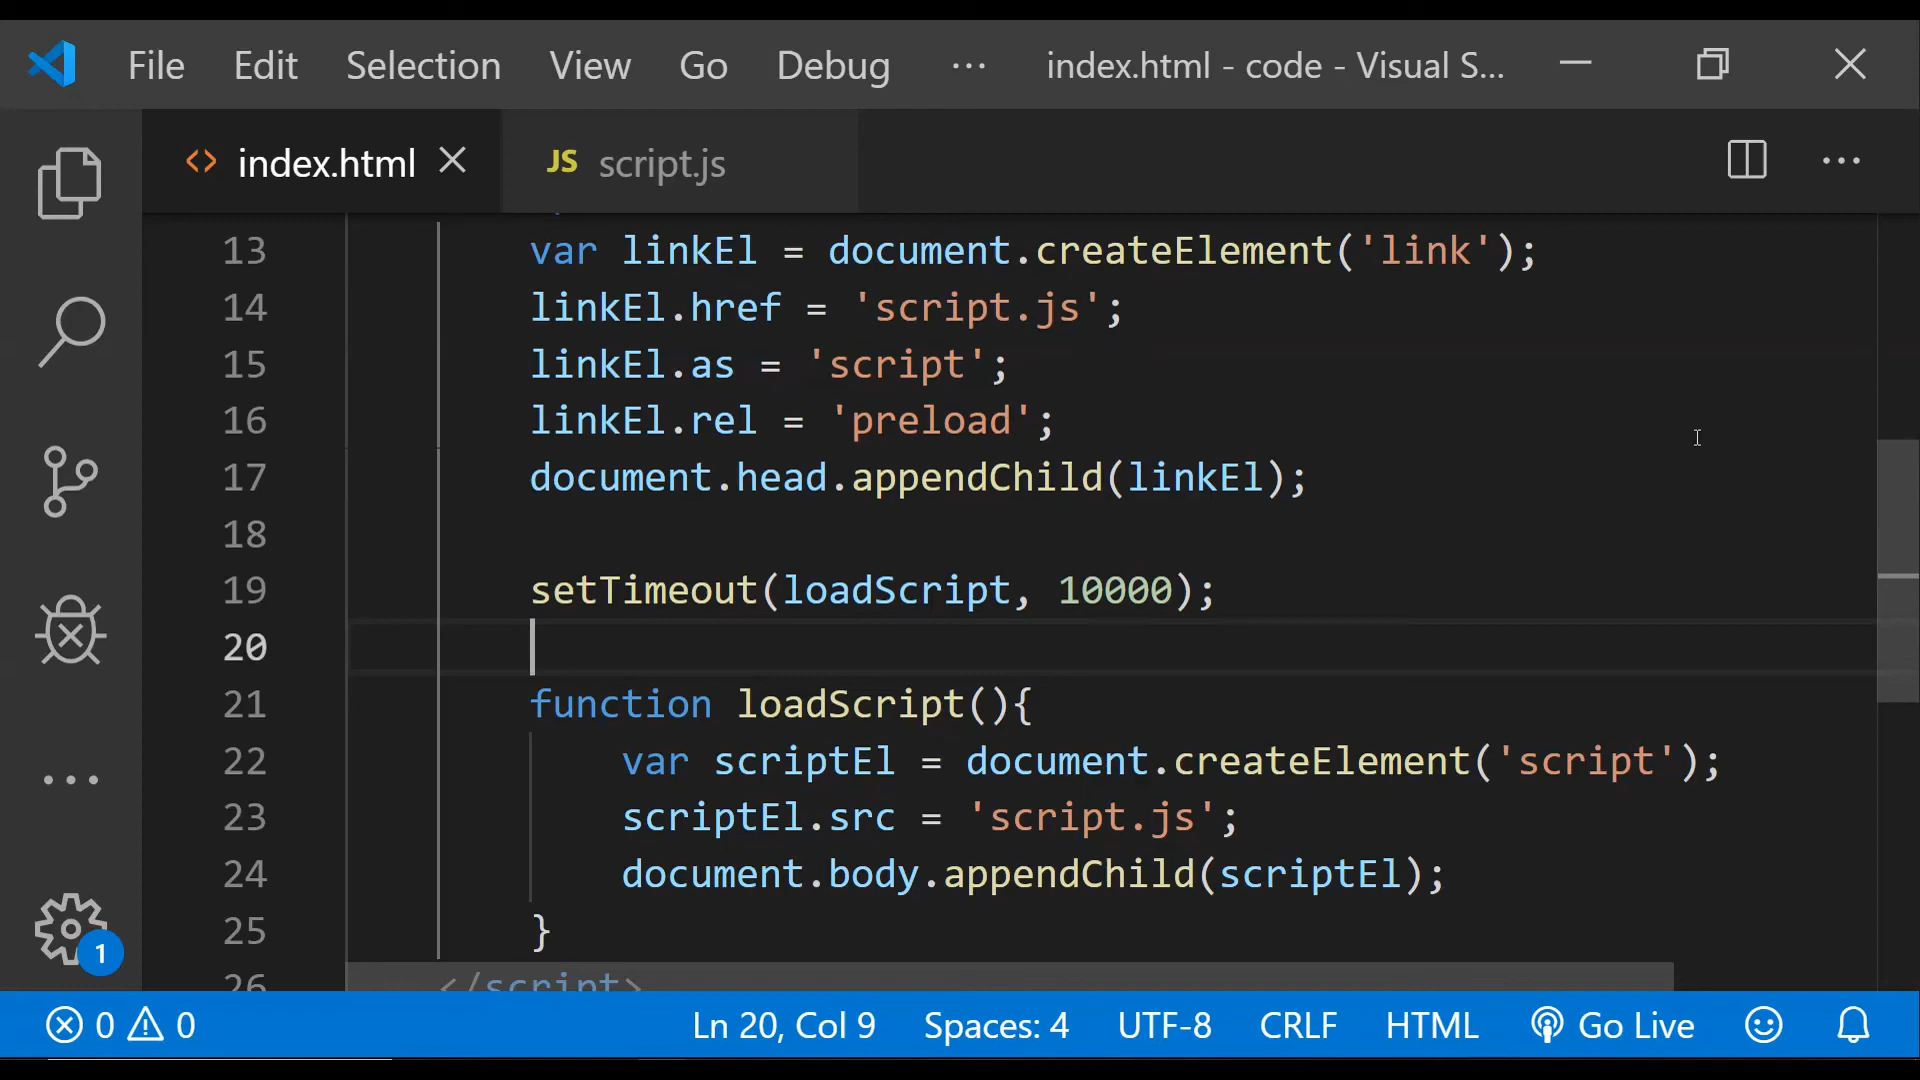 File Edit Selection View Go Debug ··· index.html - code - Visual S...
index.html JS script.js ···
13 var linkEl = document.createElement('link');
14 linkEl.href = 'script.js';
15 linkEl.as = 'script';
16 linkEl.rel = 'preload';
17 document.head.appendChild(linkEl);
18
19 setTimeout(loadScript, 10000);
20
21 function loadScript(){
22 var scriptEl = document.createElement('script');
23 scriptEl.src = 'script.js';
24 document.body.appendChild(scriptEl);
25 }
26 </script>
1
0 0 Ln 20, Col 9 Spaces: 4 UTF-8 CRLF HTML Go Live